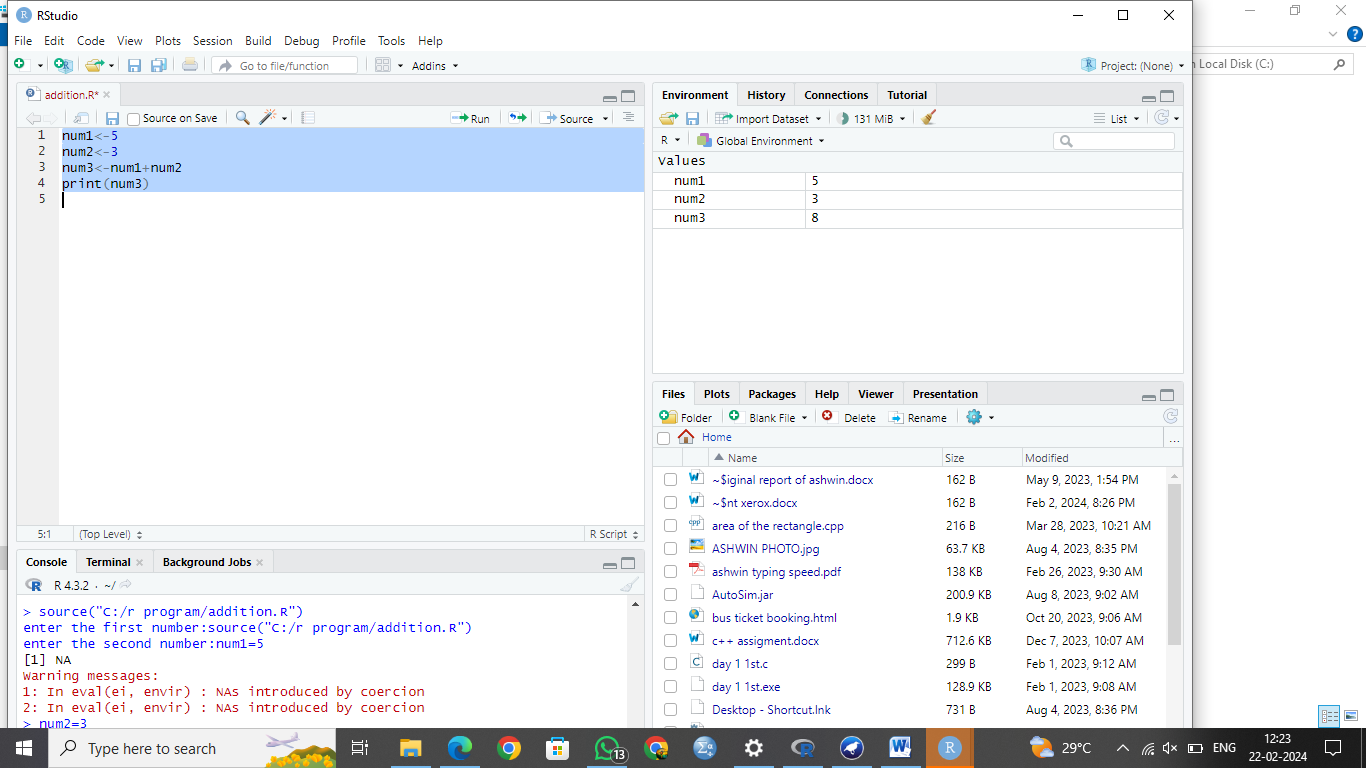 RStudio
File Edit Code View Plots Session Build Debug Profile Tools Help
Go to file/function
Addins
Project: (None)
n Local Disk (C:)
addition.R*
Source on Save
Run
Source
1 num1<-5
2 num2<-3
3 num3<-num1+num2
4 print(num3)
5
5:1 (Top Level) R Script
Console Terminal Background Jobs
R 4.3.2 · ~/
> source("C:/r program/addition.R")
enter the first number:source("C:/r program/addition.R")
enter the second number:num1=5
[1] NA
Warning messages:
1: In eval(ei, envir) : NAs introduced by coercion
2: In eval(ei, envir) : NAs introduced by coercion
> num2=3
Environment History Connections Tutorial
Import Dataset 131 MiB List
R Global Environment
Values
num1 5
num2 3
num3 8
Files Plots Packages Help Viewer Presentation
Folder Blank File Delete Rename
Home ...
Name Size Modified
~$iginal report of ashwin.docx 162 B May 9, 2023, 1:54 PM
~$nt xerox.docx 162 B Feb 2, 2024, 8:26 PM
area of the rectangle.cpp 216 B Mar 28, 2023, 10:21 AM
ASHWIN PHOTO.jpg 63.7 KB Aug 4, 2023, 8:35 PM
ashwin typing speed.pdf 138 KB Feb 26, 2023, 9:30 AM
AutoSim.jar 200.9 KB Aug 8, 2023, 9:02 AM
bus ticket booking.html 1.9 KB Oct 20, 2023, 9:06 AM
c++ assigment.docx 712.6 KB Dec 7, 2023, 10:07 AM
day 1 1st.c 299 B Feb 1, 2023, 9:12 AM
day 1 1st.exe 128.9 KB Feb 1, 2023, 9:08 AM
Desktop - Shortcut.lnk 731 B Aug 4, 2023, 8:36 PM
Type here to search
13
29°C
ENG
12:23
22-02-2024